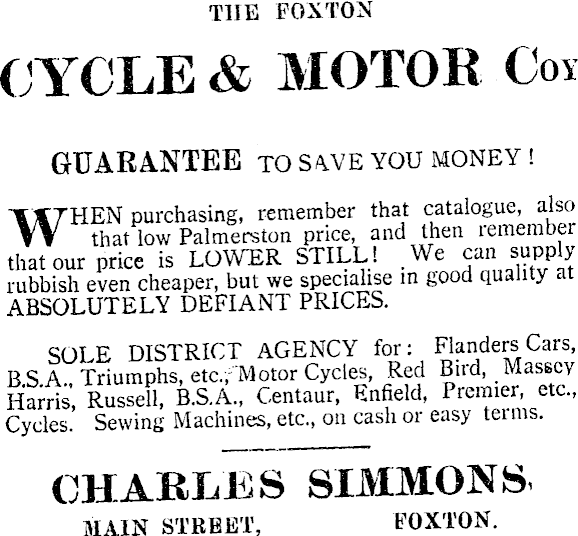 THE FOXTON
CYCLE & MOTOR COY
GUARANTEE TO SAVE YOU MONEY!
WHEN purchasing, remember that catalogue, also
that low Palmerston price, and then remember
that our price is LOWER STILL! We can supply
rubbish even cheaper, but we specialise in good quality at
ABSOLUTELY DEFIANT PRICES.
SOLE DISTRICT AGENCY for: Flanders Cars,
B.S.A., Triumphs, etc., Motor Cycles, Red Bird, Massey
Harris, Russell, B.S.A., Centaur, Enfield, Premier, etc.,
Cycles. Sewing Machines, etc., on cash or easy terms.
CHARLES SIMMONS,
MAIN STREET, FOXTON.